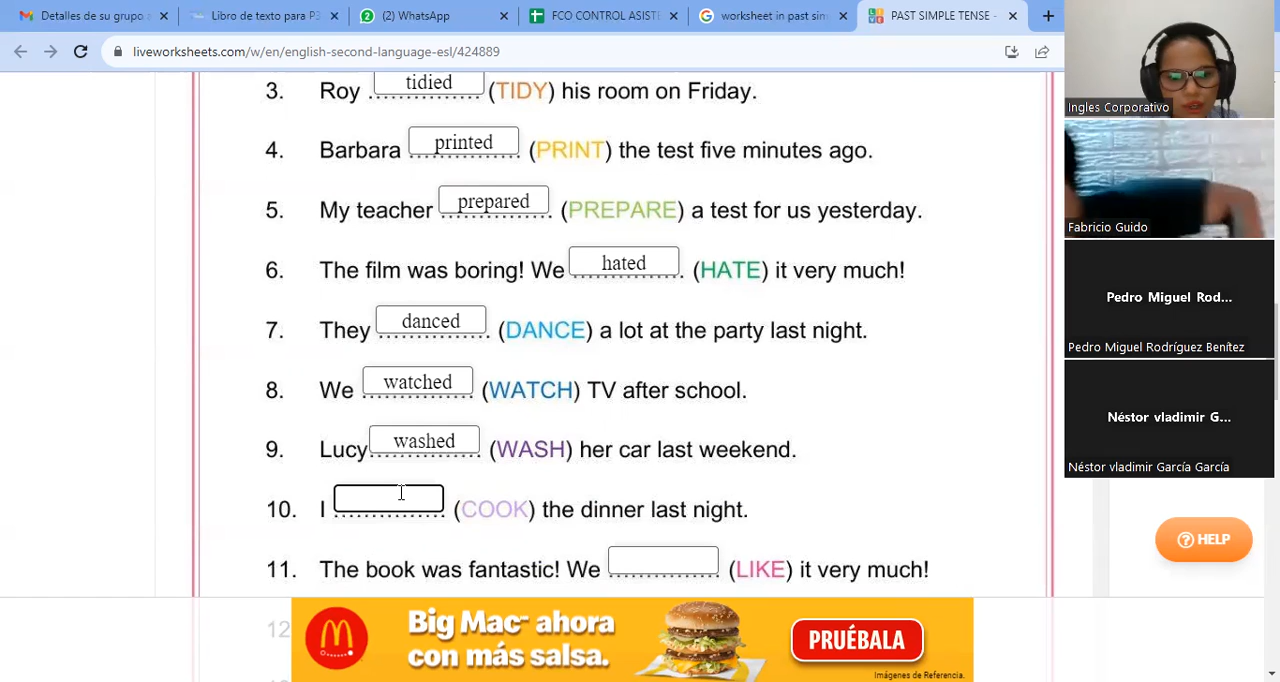 Detalles de su grupo
Libro de texto para P3
(2) WhatsApp
FCO CONTROL ASISTE
worksheet in past sim
PAST SIMPLE TENSE -
liveworksheets.com/w/en/english-second-language-esl/424889
3. Roy tidied (TIDY) his room on Friday.
4. Barbara printed (PRINT) the test five minutes ago.
5. My teacher prepared (PREPARE) a test for us yesterday.
6. The film was boring! We hated (HATE) it very much!
7. They danced (DANCE) a lot at the party last night.
8. We watched (WATCH) TV after school.
9. Lucy washed (WASH) her car last weekend.
10. I (COOK) the dinner last night.
11. The book was fantastic! We (LIKE) it very much!
12
Big Mac ahora
con más salsa.
PRUÉBALA
Imágenes de Referencia.
HELP
Ingles Corporativo
Fabricio Guido
Pedro Miguel Rod...
Pedro Miguel Rodríguez Benítez
Néstor vladimir G...
Néstor vladimir García García